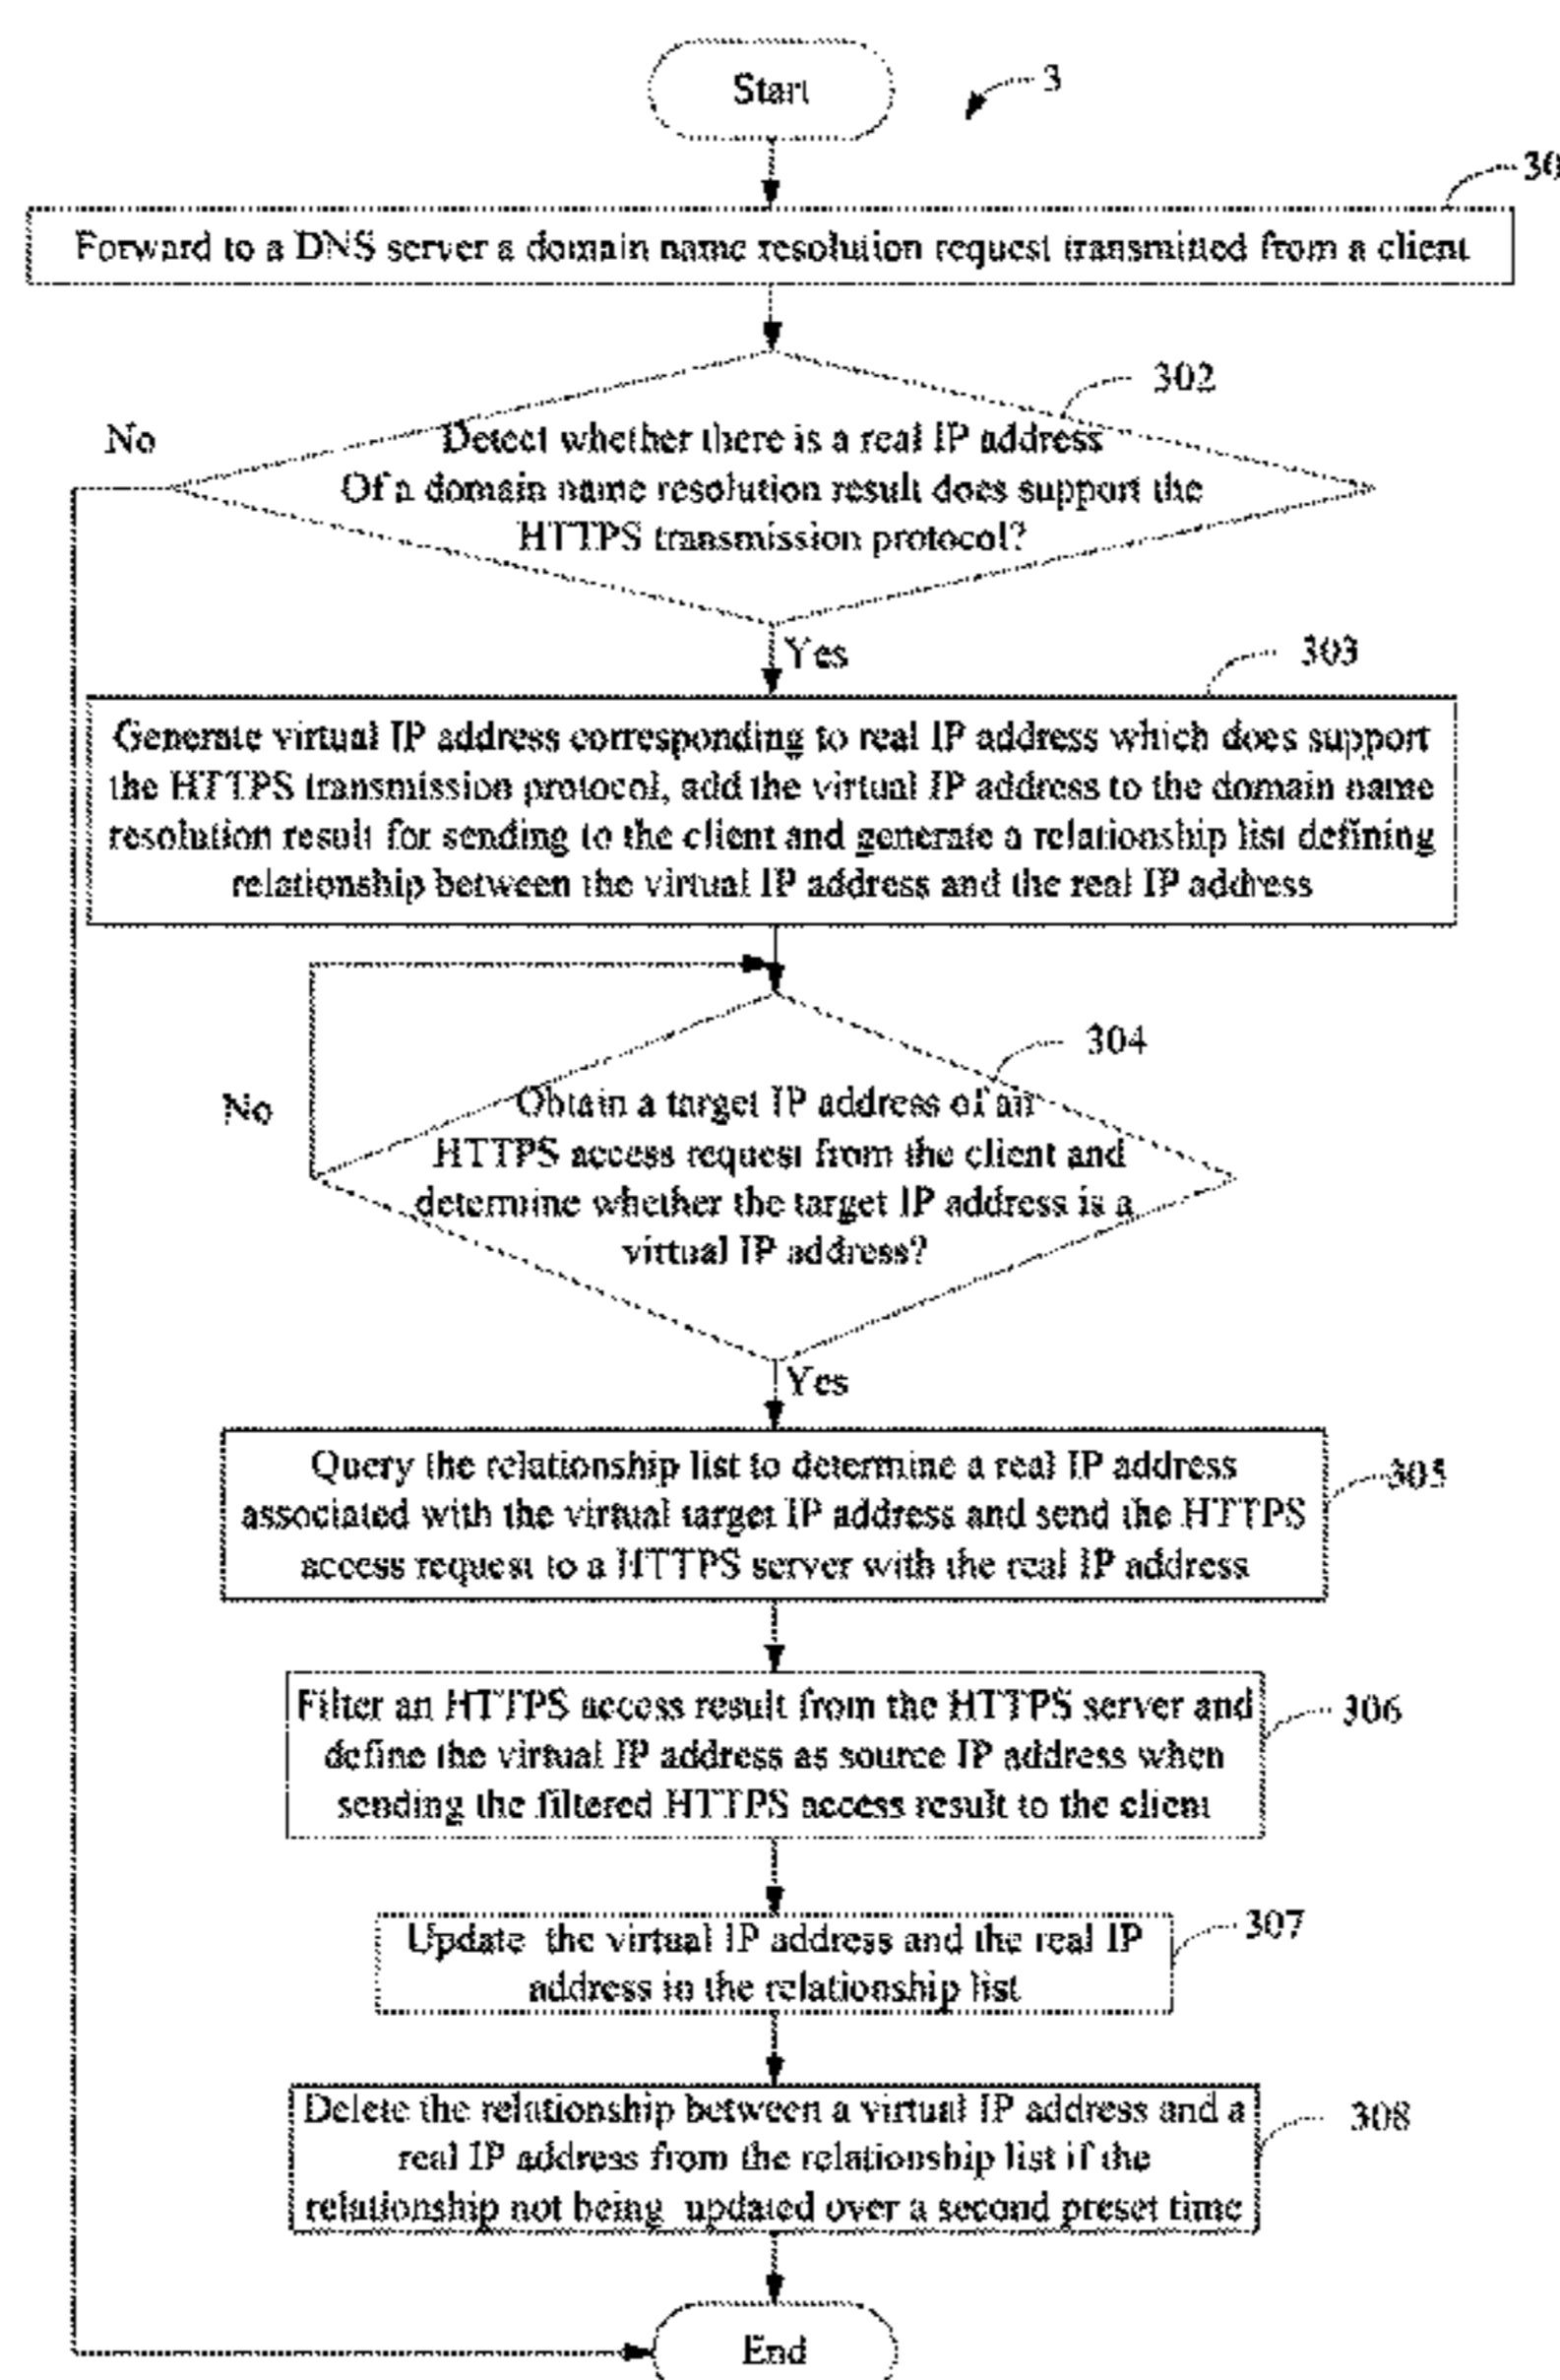 Start
3
30
Forward to a DNS server a domain name resolution request transmitted from a client
302
No
Detect whether there is a real IP address
Of a domain name resolution result does support the
HTTPS transmission protocol?
Yes
303
Generate virtual IP address corresponding to real IP address which does support
the HTTPS transmission protocol, add the virtual IP address to the domain name
resolution result for sending to the client and generate a relationship list defining
relationship between the virtual IP address and the real IP address
304
No
Obtain a target IP address of an
HTTPS access request from the client and
determine whether the target IP address is a
virtual IP address?
Yes
Query the relationship list to determine a real IP address
associated with the virtual target IP address and send the HTTPS
access request to a HTTPS server with the real IP address
305
Filter an HTTPS access result from the HTTPS server and
define the virtual IP address as source IP address when
sending the filtered HTTPS access result to the client
306
Update the virtual IP address and the real IP
address in the relationship list
307
Delete the relationship between a virtual IP address and a
real IP address from the relationship list if the
relationship not being updated over a second preset time
308
End